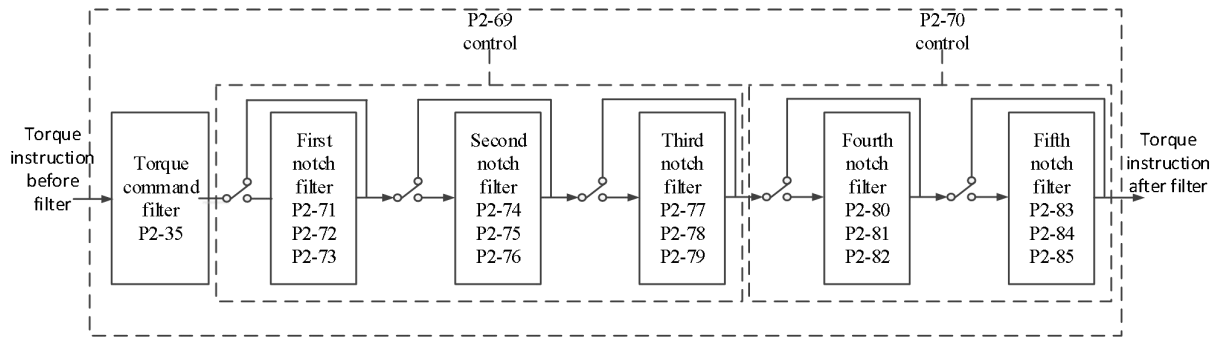 P2-69
control
P2-70
control
Torque
instruction
before
filter
Torque
command
filter
P2-35
First
notch
filter
P2-71
P2-72
P2-73
Second
notch
filter
P2-74
P2-75
P2-76
Third
notch
filter
P2-77
P2-78
P2-79
Fourth
notch
filter
P2-80
P2-81
P2-82
Fifth
notch
filter
P2-83
P2-84
P2-85
Torque
instruction
after filter